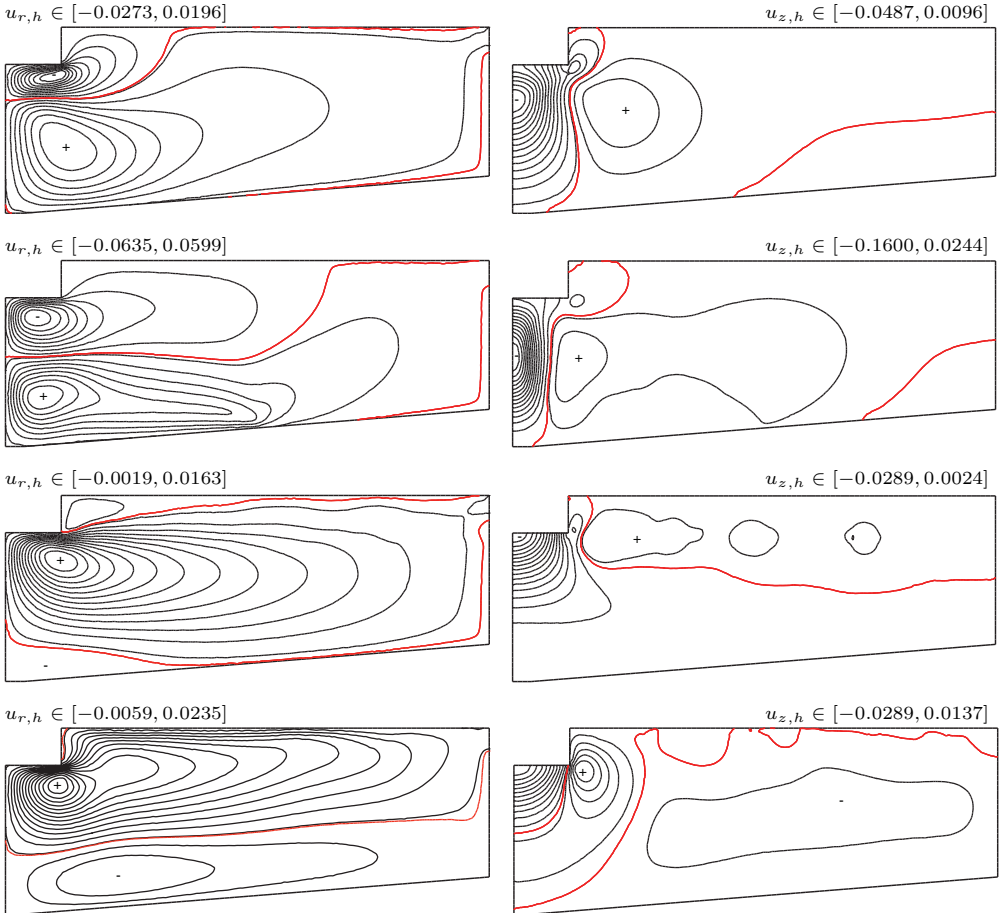 u_{r,h} ∈ [−0.0273, 0.0196]
u_{z,h} ∈ [−0.0487, 0.0096]
-
+
-
+
u_{r,h} ∈ [−0.0635, 0.0599]
u_{z,h} ∈ [−0.1600, 0.0244]
-
+
-
+
u_{r,h} ∈ [−0.0019, 0.0163]
u_{z,h} ∈ [−0.0289, 0.0024]
+
-
-
+
u_{r,h} ∈ [−0.0059, 0.0235]
u_{z,h} ∈ [−0.0289, 0.0137]
+
-
+
-